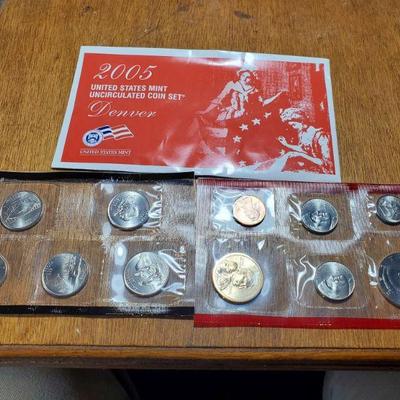 2005
UNITED STATES MINT
UNCIRCULATED COIN SET®
Denver
UNITED STATES MINT